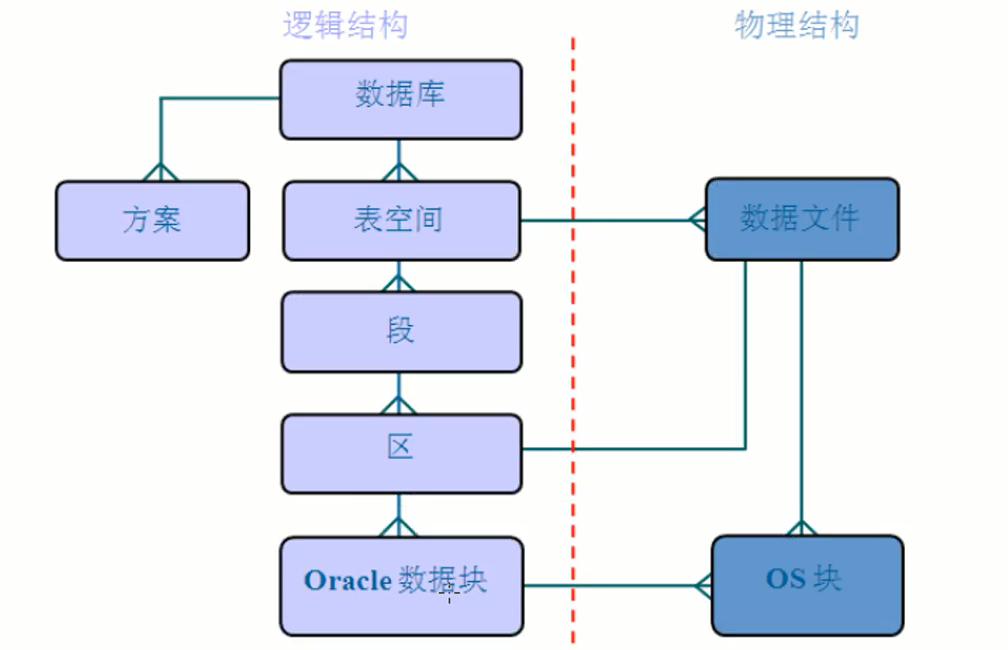 逻辑结构
物理结构
数据库
方案
表空间
数据文件
段
区
Oracle 数据块
OS 块